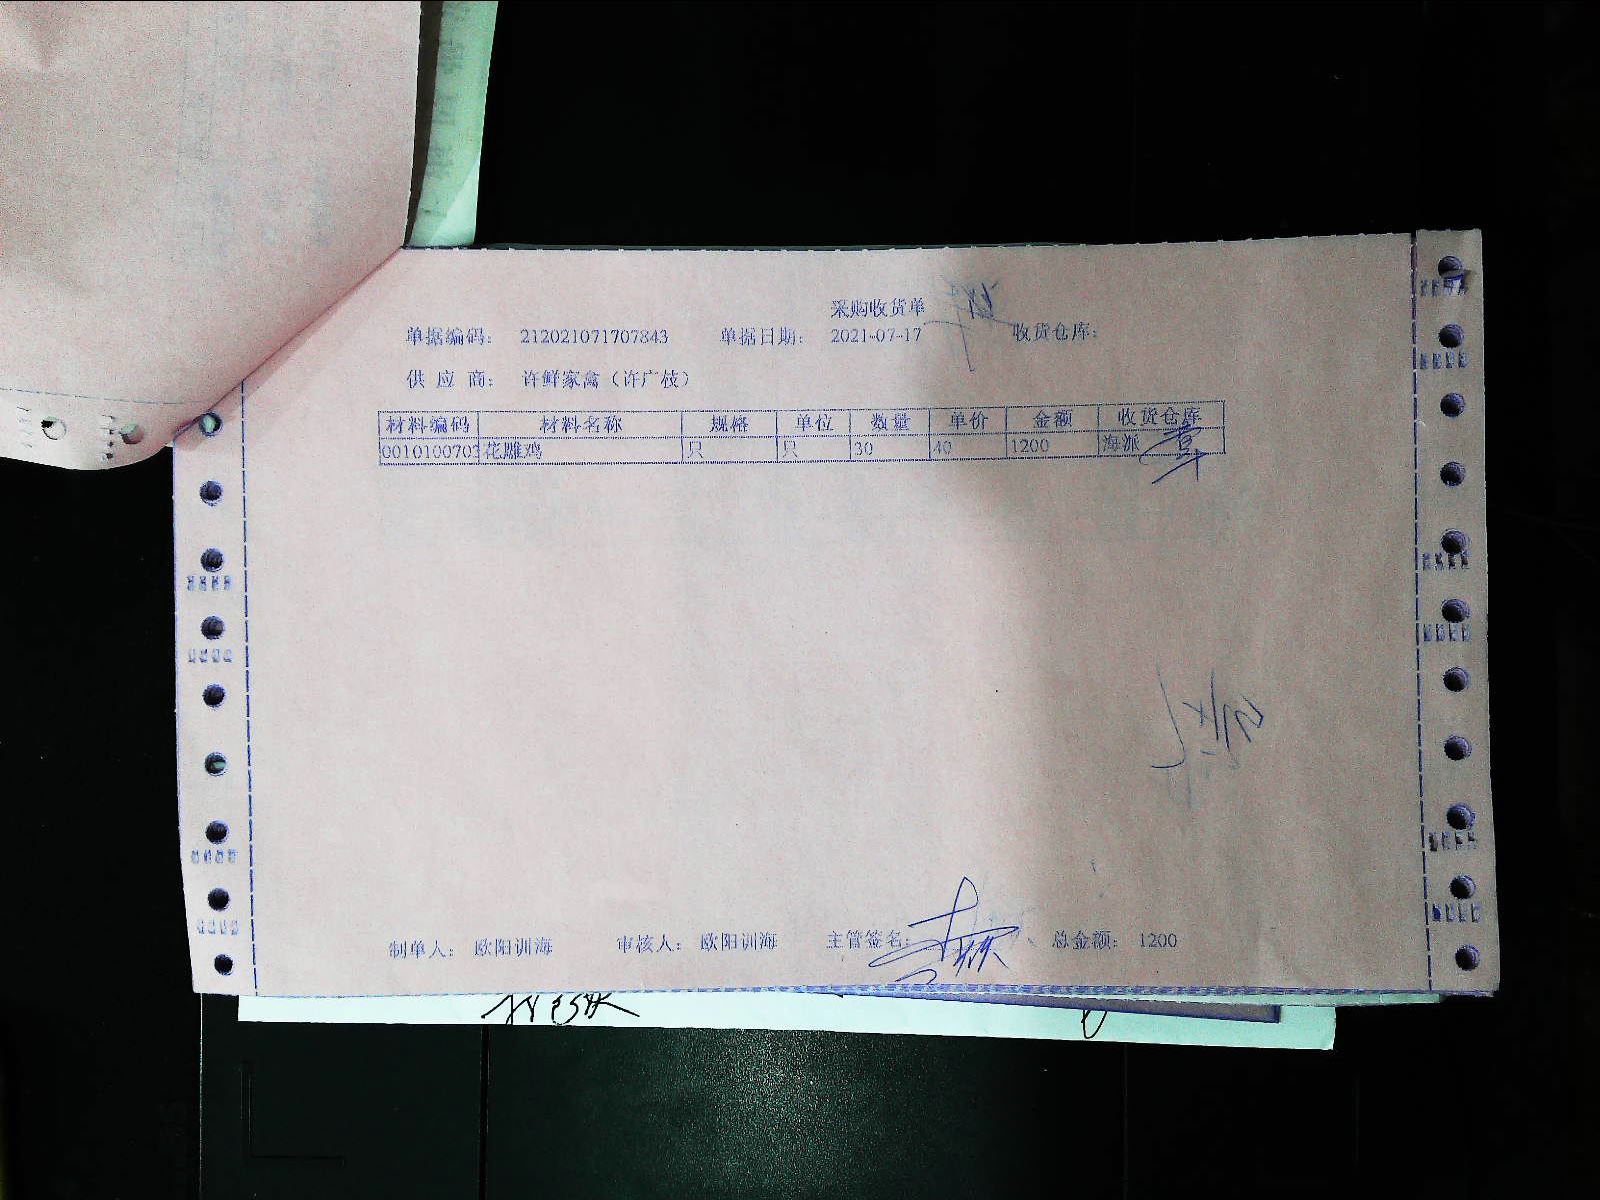 采购收货单
单据编码： 212021071707843 单据日期： 2021-07-17 收货仓库：
供 应 商： 许鲜家禽（许广枝）
材料编码 材料名称 规格 单位 数量 单价 金额 收货仓库
0010100703 花雕鸡 只 只 30 40 1200 海派
制单人： 欧阳训海 审核人： 欧阳训海 主管签名： 总金额： 1200